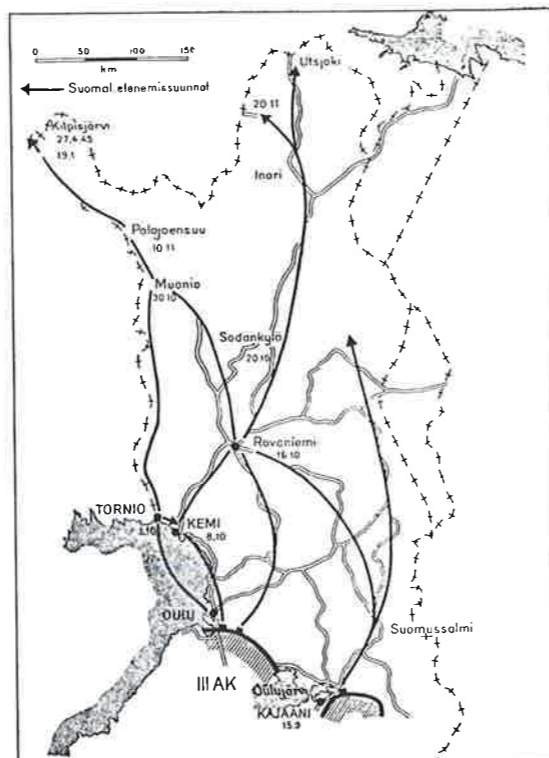 0 50 100 150
km
Suomal etenemissuunnat
Utsjoki
20.11
Kilpisjärvi
27.4.45
19.1
Inari
Palojoensuu
10.11
Muonio
30.10
Sodankylä
20.10
Rovaniemi
16.10
TORNIO
1.10
KEMI
8.10
OULU
Suomussalmi
III AK
Oulujärvi
KAJAANI
15.9